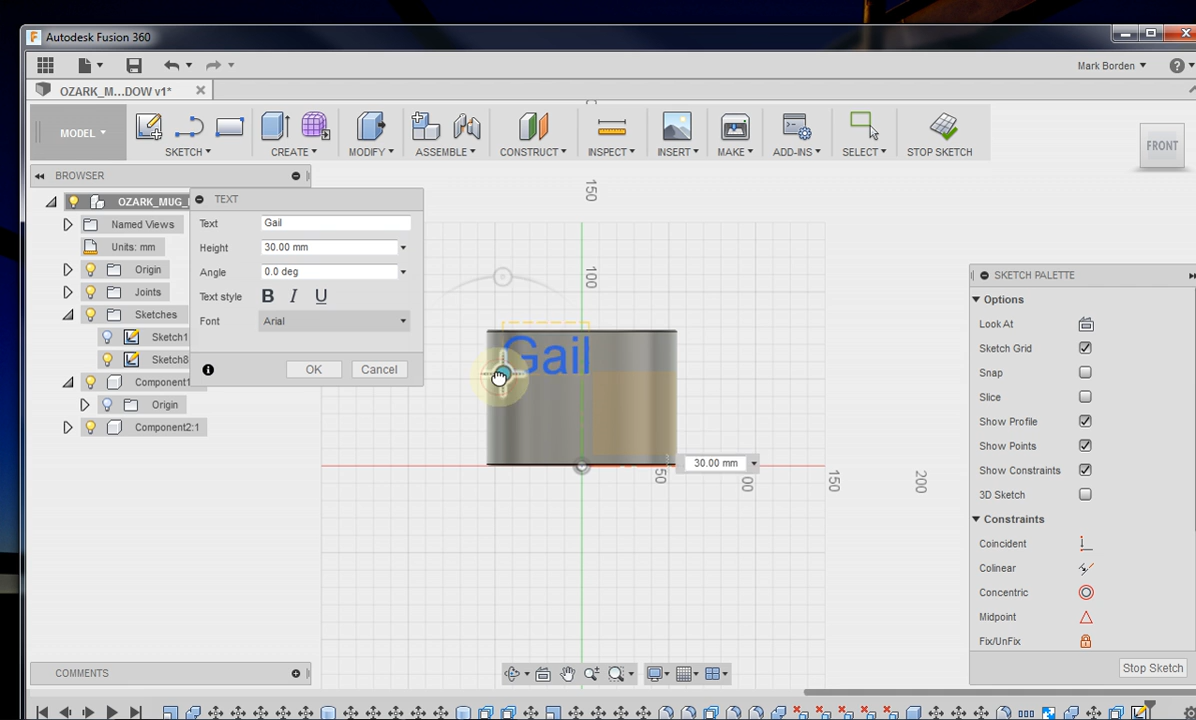 Autodesk Fusion 360
Mark Borden
OZARK_M...DOW v1*
MODEL
SKETCH
CREATE
MODIFY
ASSEMBLE
CONSTRUCT
INSPECT
INSERT
MAKE
ADD-INS
SELECT
STOP SKETCH
FRONT
BROWSER
OZARK_MUG_
Named Views
Units: mm
Origin
Joints
Sketches
Sketch1
Sketch8
Component1
Origin
Component2:1
TEXT
Text
Gail
Height
30.00 mm
Angle
0.0 deg
Text style
B I U
Font
Arial
OK
Cancel
150
100
Gail
30.00 mm
50
00
150
200
SKETCH PALETTE
Options
Look At
Sketch Grid
Snap
Slice
Show Profile
Show Points
Show Constraints
3D Sketch
Constraints
Coincident
Colinear
Concentric
Midpoint
Fix/UnFix
Stop Sketch
COMMENTS